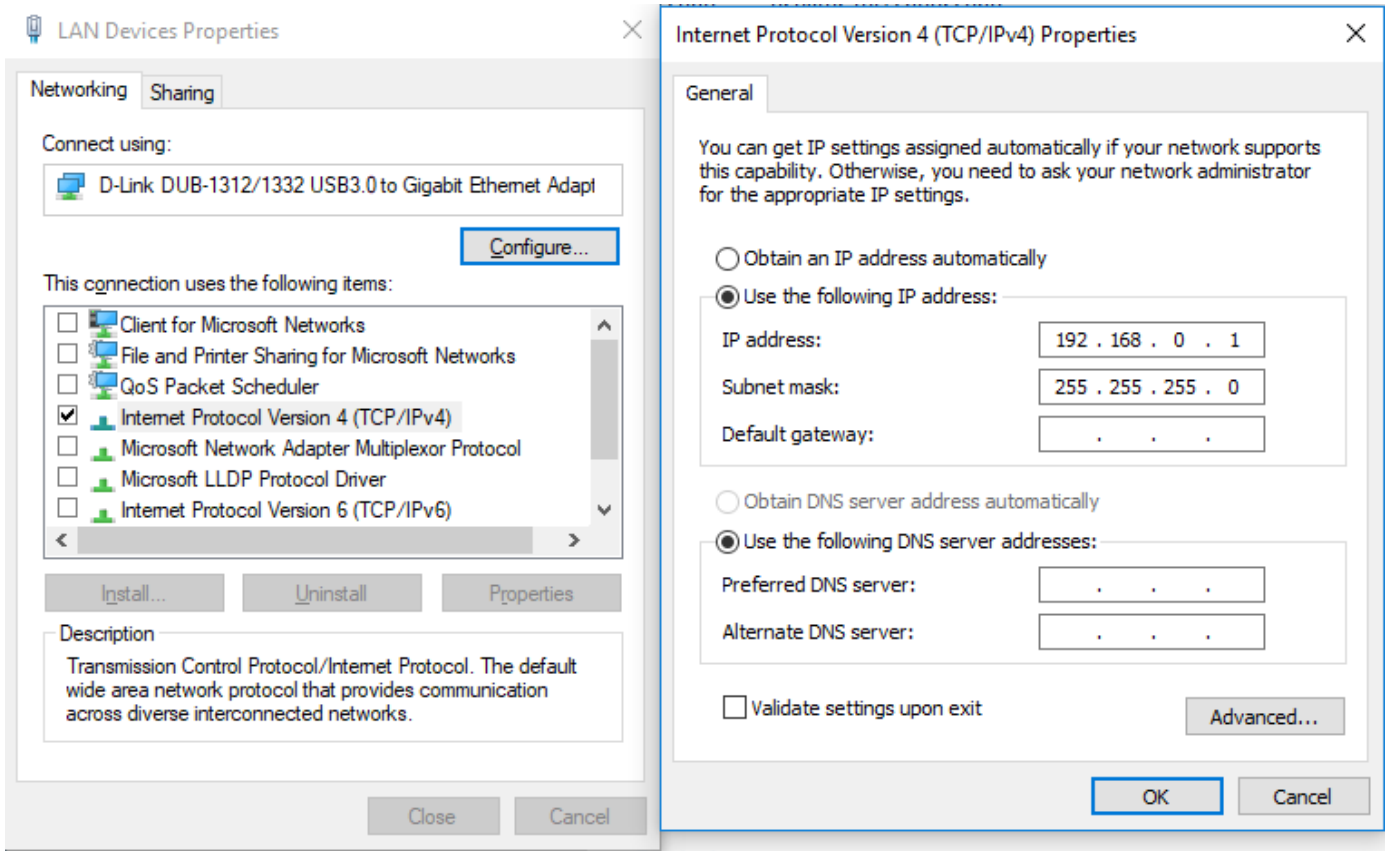 LAN Devices Properties
Networking
Sharing
Connect using:
D-Link DUB-1312/1332 USB3.0 to Gigabit Ethernet Adapt
Configure...
This connection uses the following items:
Client for Microsoft Networks
File and Printer Sharing for Microsoft Networks
QoS Packet Scheduler
Internet Protocol Version 4 (TCP/IPv4)
Microsoft Network Adapter Multiplexor Protocol
Microsoft LLDP Protocol Driver
Internet Protocol Version 6 (TCP/IPv6)
Install...
Uninstall
Properties
Description
Transmission Control Protocol/Internet Protocol. The default
wide area network protocol that provides communication
across diverse interconnected networks.
Close
Cancel
Internet Protocol Version 4 (TCP/IPv4) Properties
General
You can get IP settings assigned automatically if your network supports
this capability. Otherwise, you need to ask your network administrator
for the appropriate IP settings.
Obtain an IP address automatically
Use the following IP address:
IP address:
192 . 168 . 0 . 1
Subnet mask:
255 . 255 . 255 . 0
Default gateway:
. . .
Obtain DNS server address automatically
Use the following DNS server addresses:
Preferred DNS server:
. . .
Alternate DNS server:
. . .
Validate settings upon exit
Advanced...
OK
Cancel